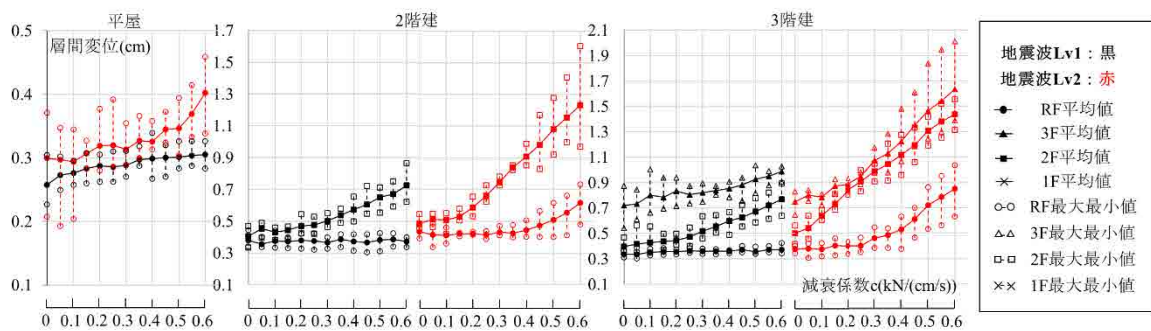 平屋
2階建
3階建
層間変位(cm)
0.5
0.4
0.3
0.2
0.1
1.7
1.5
1.3
1.1
0.9
0.7
0.5
0.3
0.1
2.1
1.9
1.7
1.5
1.3
1.1
0.9
0.7
0.5
0.3
0.1
減衰係数c(kN/(cm/s))
0 0.1 0.2 0.3 0.4 0.5 0.6
0 0.1 0.2 0.3 0.4 0.5 0.6 0 0.1 0.2 0.3 0.4 0.5 0.6
0 0.1 0.2 0.3 0.4 0.5 0.6 0 0.1 0.2 0.3 0.4 0.5 0.6
地震波Lv1：黒
地震波Lv2：赤
RF平均値
3F平均値
2F平均値
1F平均値
RF最大最小値
3F最大最小値
2F最大最小値
1F最大最小値